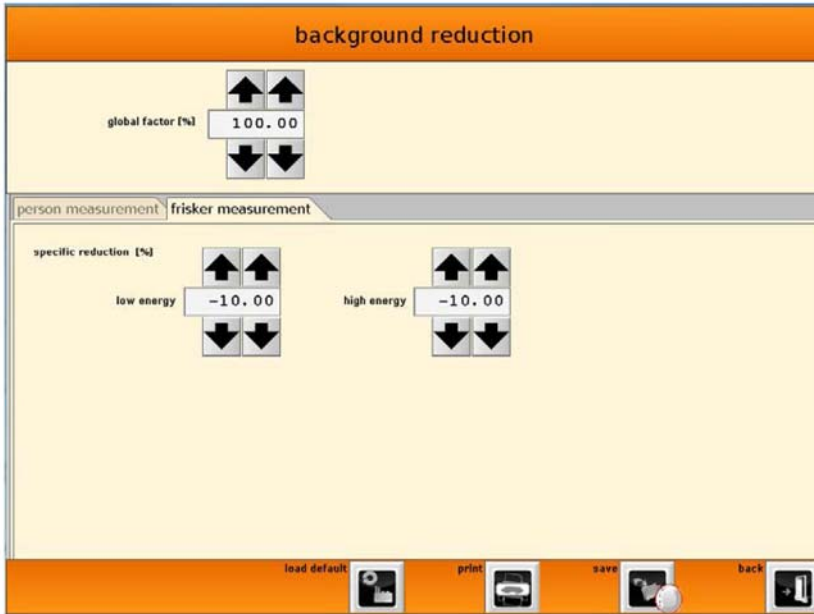 background reduction
global factor [%] 100.00
person measurement frisker measurement
specific reduction [%]
low energy -10.00 high energy -10.00
load default print save back